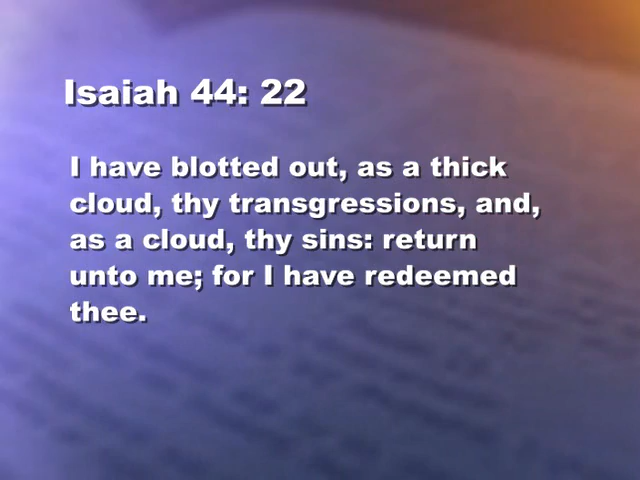 Isaiah 44: 22
I have blotted out, as a thick
cloud, thy transgressions, and,
as a cloud, thy sins: return
unto me; for I have redeemed
thee.